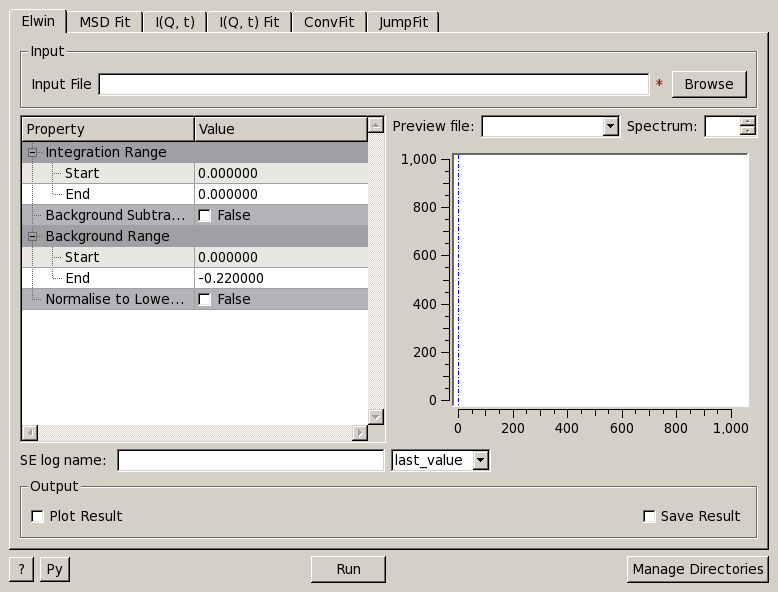 Elwin MSD Fit I(Q, t) I(Q, t) Fit ConvFit JumpFit
Input
Input File * Browse
Property Value
Integration Range
Start 0.000000
End 0.000000
Background Subtra... False
Background Range
Start 0.000000
End -0.220000
Normalise to Lowe... False
Preview file: Spectrum:
1,000
800
600
400
200
0
0 200 400 600 800 1,000
SE log name: last_value
Output
Plot Result Save Result
? Py Run Manage Directories